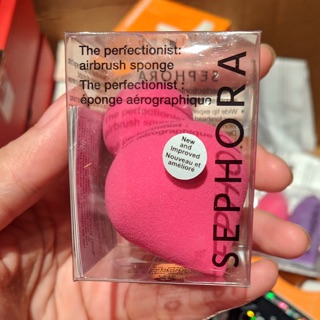 The perfectionist:
airbrush sponge
The perfectionist :
éponge aérographique
New
and
Improved
Nouveau et
amélioré
SEPHORA